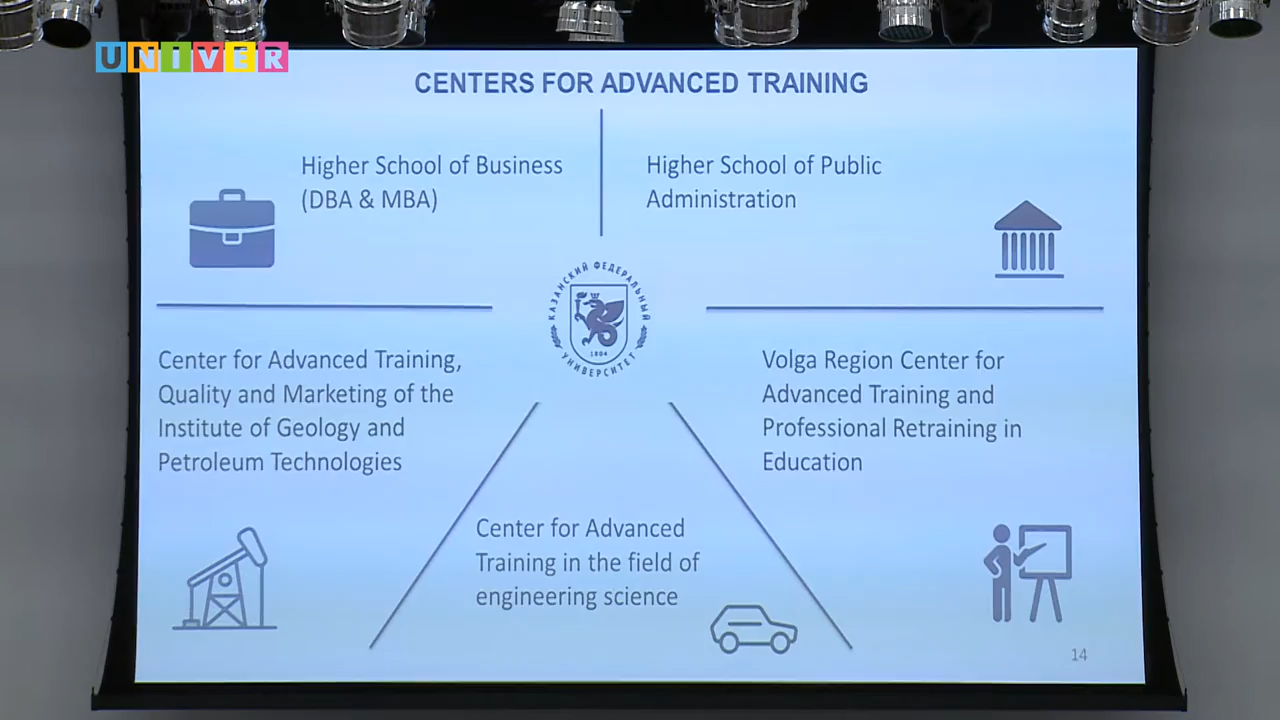 UNIVER
CENTERS FOR ADVANCED TRAINING
Higher School of Business
(DBA & MBA)
Higher School of Public
Administration
КАЗАНСКИЙ ФЕДЕРАЛЬНЫЙ
УНИВЕРСИТЕТ
1804
Center for Advanced Training,
Quality and Marketing of the
Institute of Geology and
Petroleum Technologies
Volga Region Center for
Advanced Training and
Professional Retraining in
Education
Center for Advanced
Training in the field of
engineering science
14